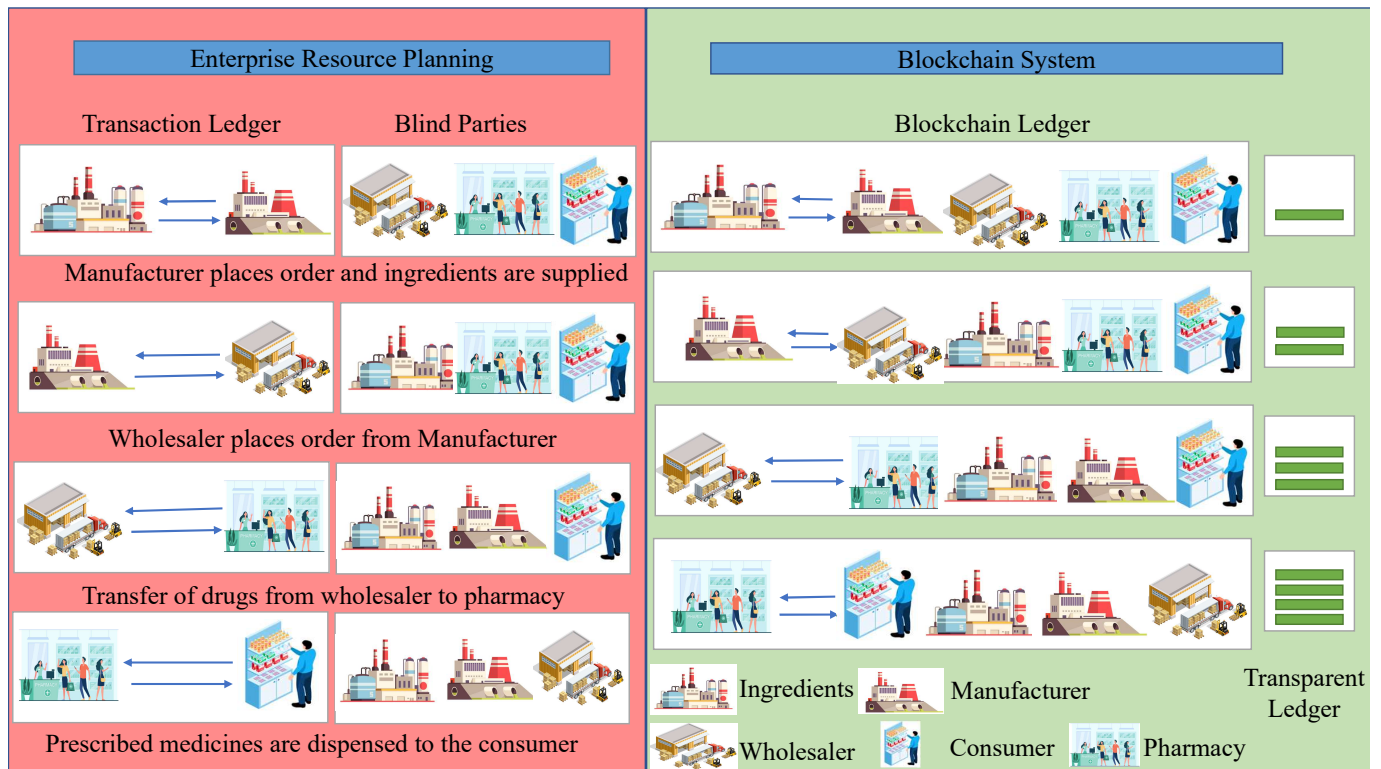 Enterprise Resource Planning
Blockchain System
Transaction Ledger
Blind Parties
Blockchain Ledger
Manufacturer places order and ingredients are supplied
Wholesaler places order from Manufacturer
Transfer of drugs from wholesaler to pharmacy
Prescribed medicines are dispensed to the consumer
Ingredients
Manufacturer
Transparent
Ledger
Wholesaler
Consumer
Pharmacy